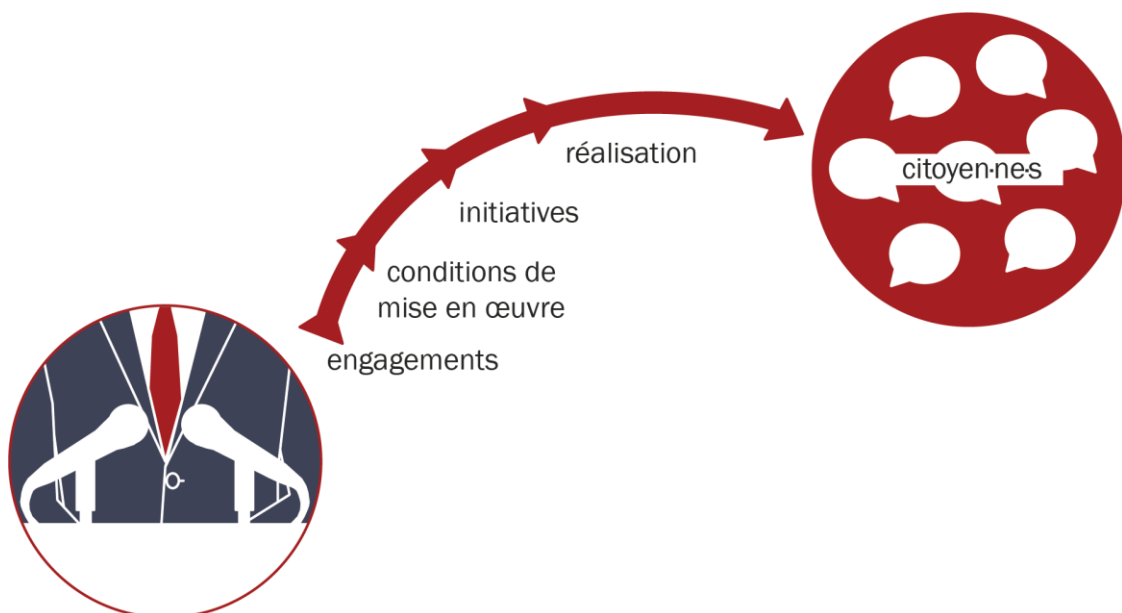 réalisation
citoyen·ne·s
initiatives
conditions de
mise en œuvre
engagements